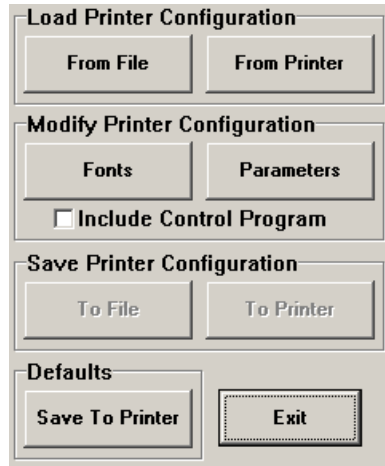 Load Printer Configuration
From File From Printer
Modify Printer Configuration
Fonts Parameters
Include Control Program
Save Printer Configuration
To File To Printer
Defaults
Save To Printer Exit